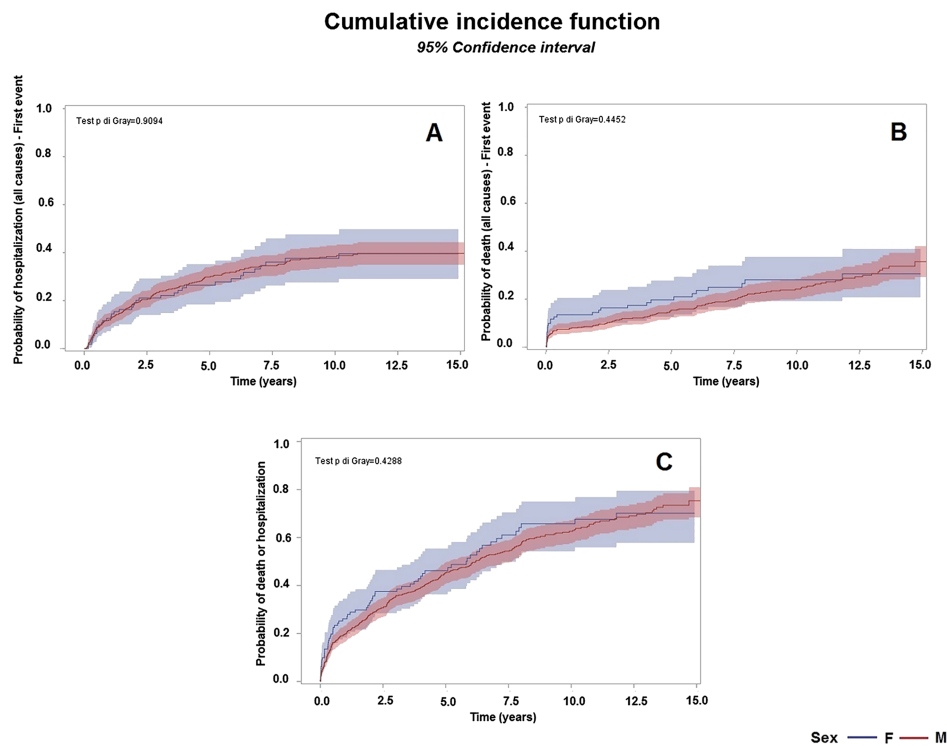 Cumulative incidence function
95% Confidence interval
Probability of hospitalization (all causes) - First event
1.0
0.8
0.6
0.4
0.2
0.0
Test p di Gray=0.9094
A
0.0 2.5 5.0 7.5 10.0 12.5 15.0
Time (years)
Probability of death (all causes) - First event
1.0
0.8
0.6
0.4
0.2
0.0
Test p di Gray=0.4452
B
0.0 2.5 5.0 7.5 10.0 12.5 15.0
Time (years)
Probability of death or hospitalization
1.0
0.8
0.6
0.4
0.2
0.0
Test p di Gray=0.4288
C
0.0 2.5 5.0 7.5 10.0 12.5 15.0
Time (years)
Sex F M